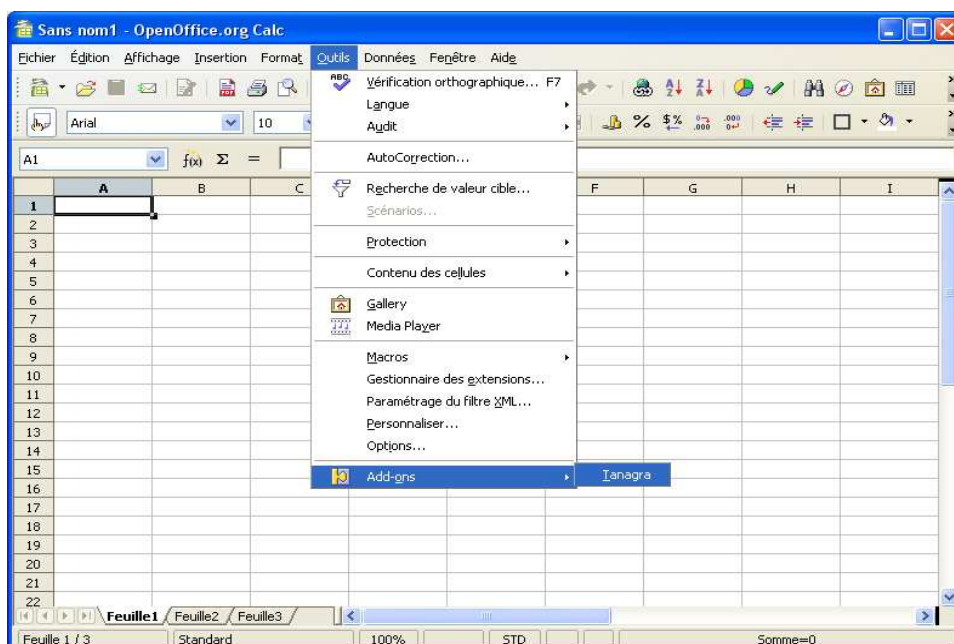 Sans nom1 - OpenOffice.org Calc
Fichier Édition Affichage Insertion Format Outils Données Fenêtre Aide
Arial
10
A1
f(x) Σ =
A B C F G H I
1
2
3
4
5
6
7
8
9
10
11
12
13
14
15
16
17
18
19
20
21
22
ABC Vérification orthographique... F7
Langue
Audit
AutoCorrection...
Recherche de valeur cible...
Scénarios...
Protection
Contenu des cellules
Gallery
Media Player
Macros
Gestionnaire des extensions...
Paramétrage du filtre XML...
Personnaliser...
Options...
Add-ons
Tanagra
Feuille1 Feuille2 Feuille3
Feuille 1 / 3 Standard 100% STD Somme=0